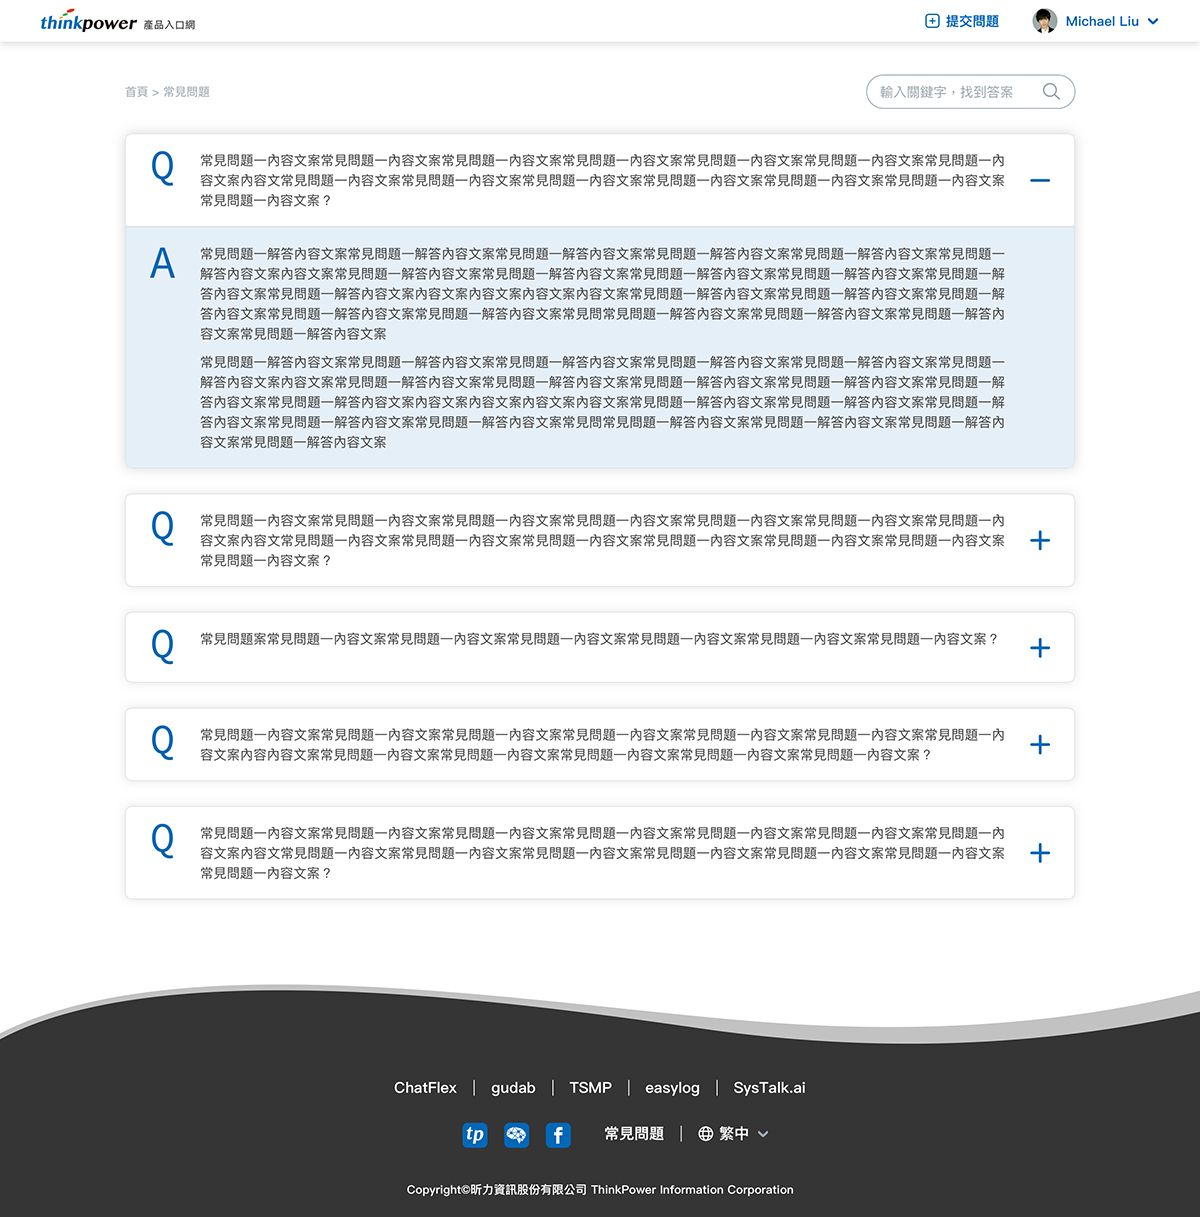 thinkpower 產品入口網
提交問題
Michael Liu
首頁 > 常見問題
輸入關鍵字，找到答案
Q
常見問題一內容文案常見問題一內容文案常見問題一內容文案常見問題一內容文案常見問題一內容文案常見問題一內容文案常見問題一內
容文案內容文常見問題一內容文案常見問題一內容文案常見問題一內容文案常見問題一內容文案常見問題一內容文案常見問題一內容文案
常見問題一內容文案？
A
常見問題一解答內容文案常見問題一解答內容文案常見問題一解答內容文案常見問題一解答內容文案常見問題一解答內容文案常見問題一
解答內容文案內容文案常見問題一解答內容文案常見問題一解答內容文案常見問題一解答內容文案常見問題一解答內容文案常見問題一解
答內容文案常見問題一解答內容文案內容文案內容文案內容文案內容文案常見問題一解答內容文案常見問題一解答內容文案常見問題一解
答內容文案常見問題一解答內容文案常見問題一解答內容文案常見問常見問題一解答內容文案常見問題一解答內容文案常見問題一解答內
容文案常見問題一解答內容文案
常見問題一解答內容文案常見問題一解答內容文案常見問題一解答內容文案常見問題一解答內容文案常見問題一解答內容文案常見問題一
解答內容文案內容文案常見問題一解答內容文案常見問題一解答內容文案常見問題一解答內容文案常見問題一解答內容文案常見問題一解
答內容文案常見問題一解答內容文案內容文案內容文案內容文案內容文案常見問題一解答內容文案常見問題一解答內容文案常見問題一解
答內容文案常見問題一解答內容文案常見問題一解答內容文案常見問常見問題一解答內容文案常見問題一解答內容文案常見問題一解答內
容文案常見問題一解答內容文案
Q
常見問題一內容文案常見問題一內容文案常見問題一內容文案常見問題一內容文案常見問題一內容文案常見問題一內容文案常見問題一內
容文案內容文常見問題一內容文案常見問題一內容文案常見問題一內容文案常見問題一內容文案常見問題一內容文案常見問題一內容文案
常見問題一內容文案？
Q
常見問題案常見問題一內容文案常見問題一內容文案常見問題一內容文案常見問題一內容文案常見問題一內容文案常見問題一內容文案？
Q
常見問題一內容文案常見問題一內容文案常見問題一內容文案常見問題一內容文案常見問題一內容文案常見問題一內容文案常見問題一內
容文案內容內容文案常見問題一內容文案常見問題一內容文案常見問題一內容文案常見問題一內容文案常見問題一內容文案？
Q
常見問題一內容文案常見問題一內容文案常見問題一內容文案常見問題一內容文案常見問題一內容文案常見問題一內容文案常見問題一內
容文案內容文常見問題一內容文案常見問題一內容文案常見問題一內容文案常見問題一內容文案常見問題一內容文案常見問題一內容文案
常見問題一內容文案？
ChatFlex | gudab | TSMP | easylog | SysTalk.ai
tp f 常見問題 | 繁中
Copyright©昕力資訊股份有限公司 ThinkPower Information Corporation